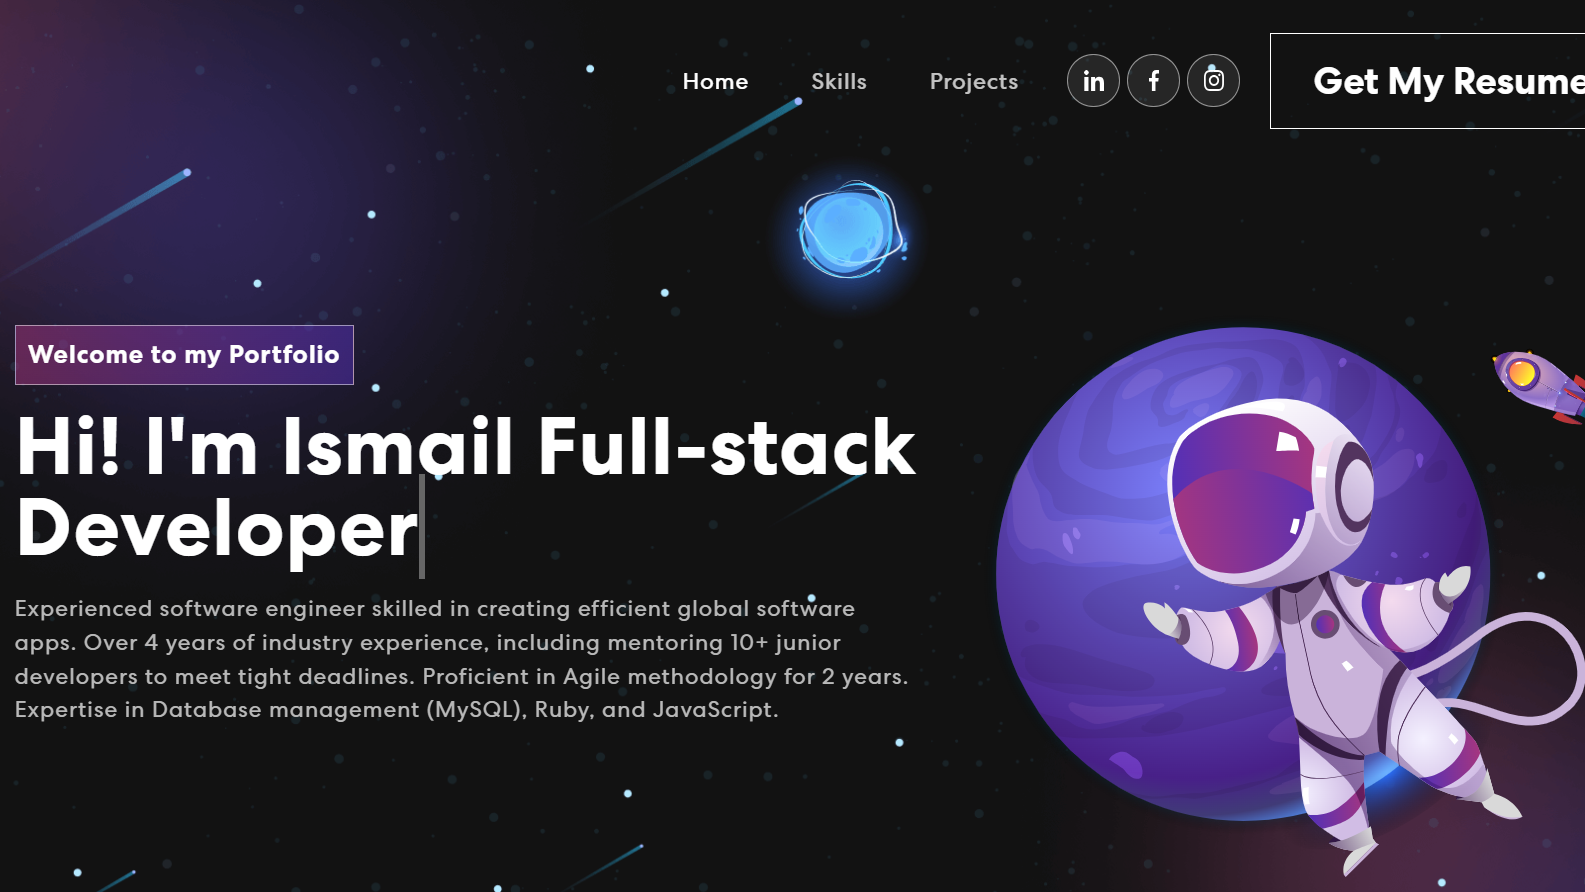 Home Skills Projects in f Get My Resume
Welcome to my Portfolio
Hi! I'm Ismail Full-stack
Developer
Experienced software engineer skilled in creating efficient global software
apps. Over 4 years of industry experience, including mentoring 10+ junior
developers to meet tight deadlines. Proficient in Agile methodology for 2 years.
Expertise in Database management (MySQL), Ruby, and JavaScript.